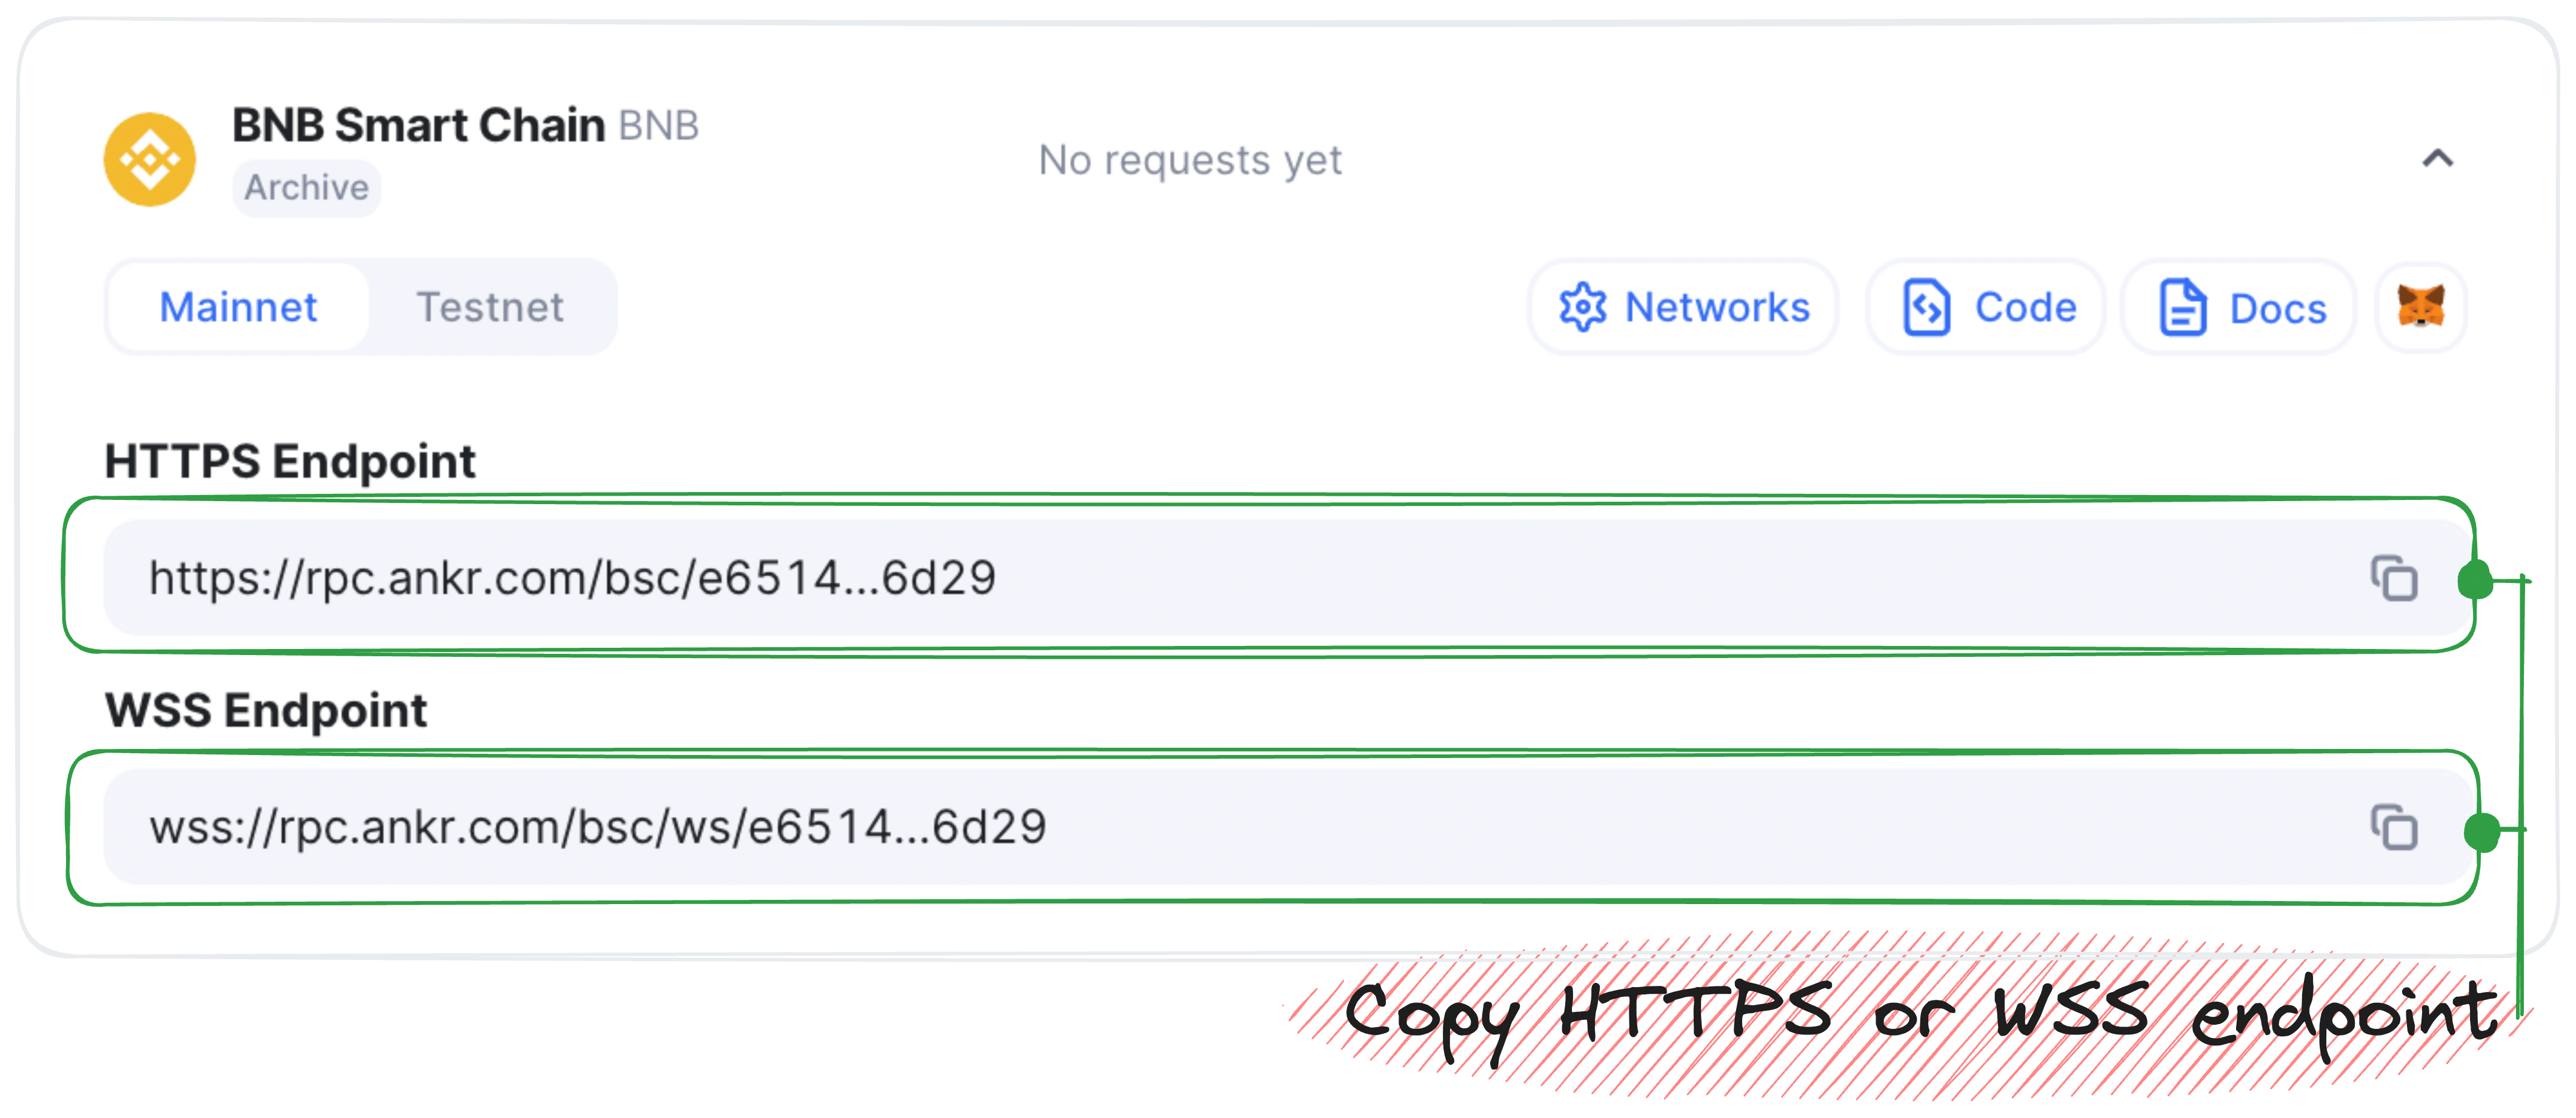 BNB Smart Chain BNB
Archive
No requests yet
Mainnet Testnet
Networks Code Docs
HTTPS Endpoint
https://rpc.ankr.com/bsc/e6514...6d29
WSS Endpoint
wss://rpc.ankr.com/bsc/ws/e6514...6d29
Copy HTTPS or WSS endpoint